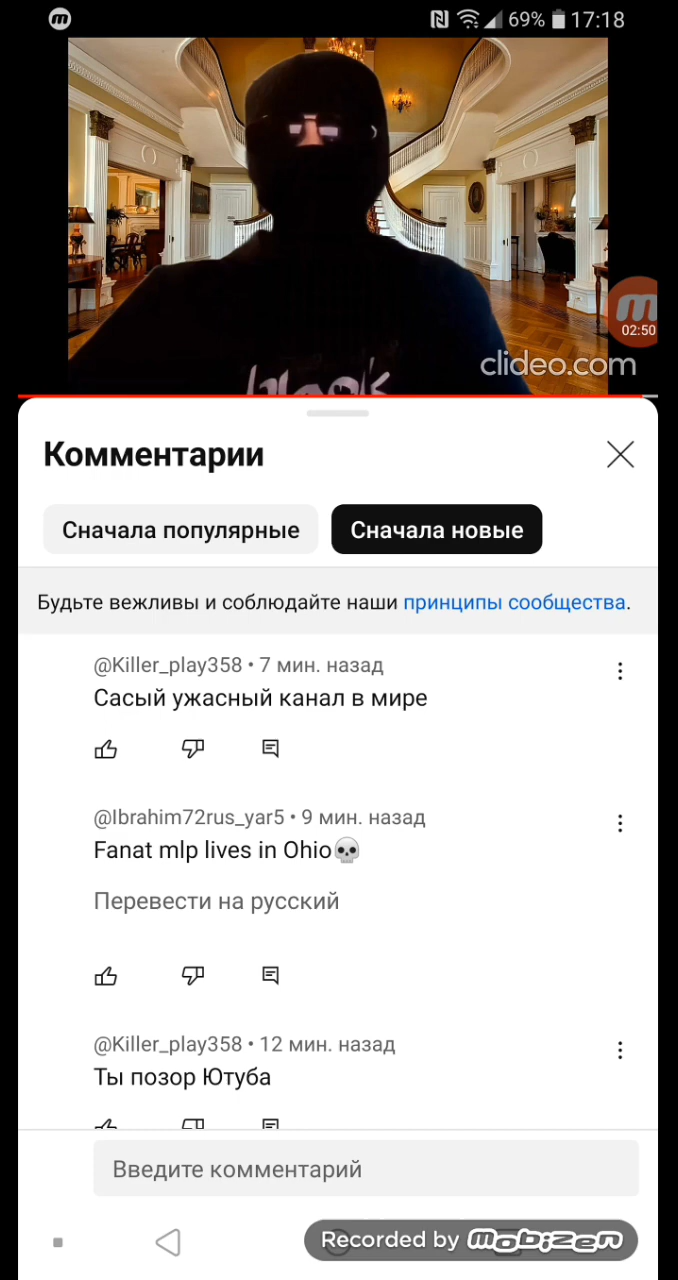 69% 17:18
02:50
clideo.com
Комментарии
Сначала популярные
Сначала новые
Будьте вежливы и соблюдайте наши принципы сообщества.
@Killer_play358 • 7 мин. назад
Сасый ужасный канал в мире
@Ibrahim72rus_yar5 • 9 мин. назад
Fanat mlp lives in Ohio💀
Перевести на русский
@Killer_play358 • 12 мин. назад
Ты позор Ютуба
Введите комментарий
Recorded by mobizen